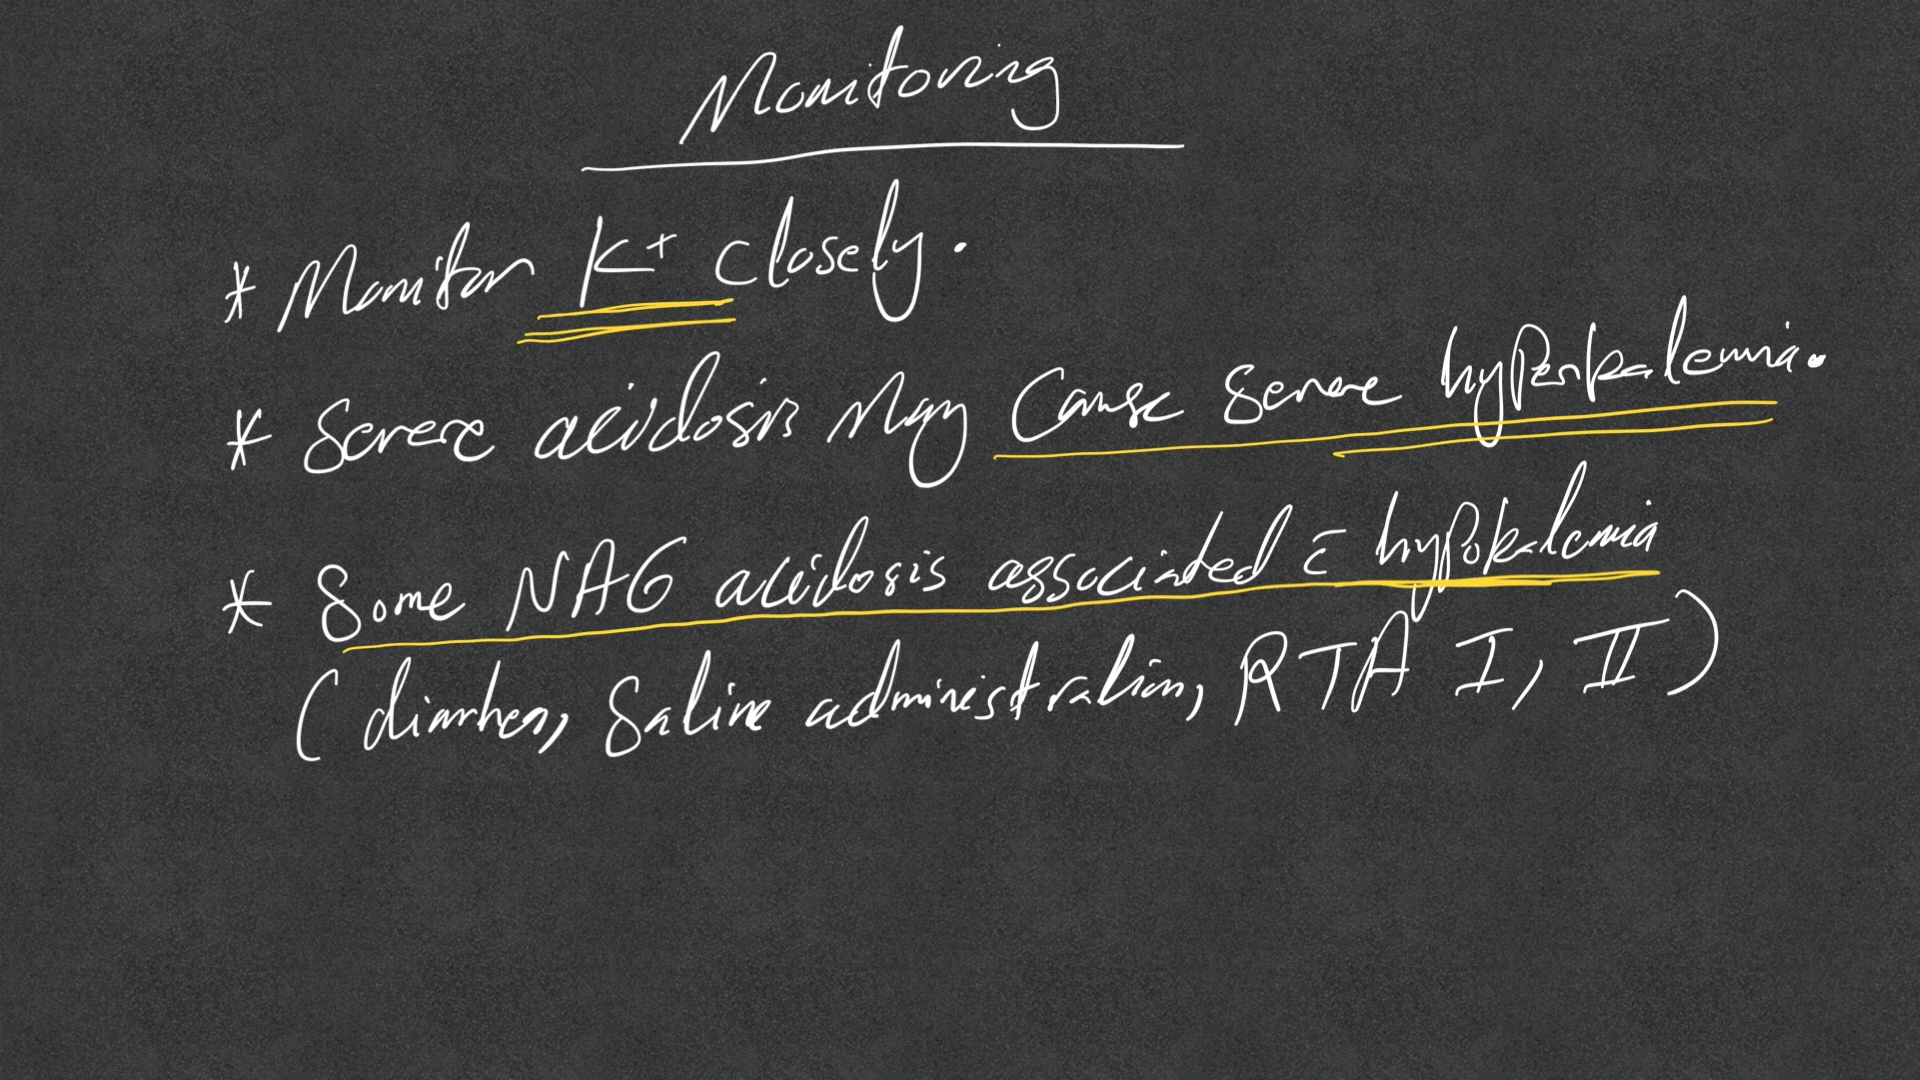 Monitoring
* Monitor K+ closely.
* Severe acidosis may cause severe hyperkalemia.
* Some NAG acidosis associated c̄ hypokalemia
(diarrhea, saline administration, RTA I, II)